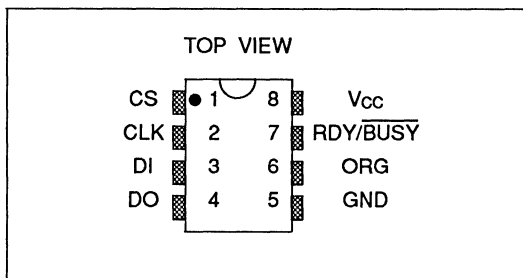 TOP VIEW
CS 1 8 Vcc
CLK 2 7 RDY/BUSY
DI 3 6 ORG
DO 4 5 GND